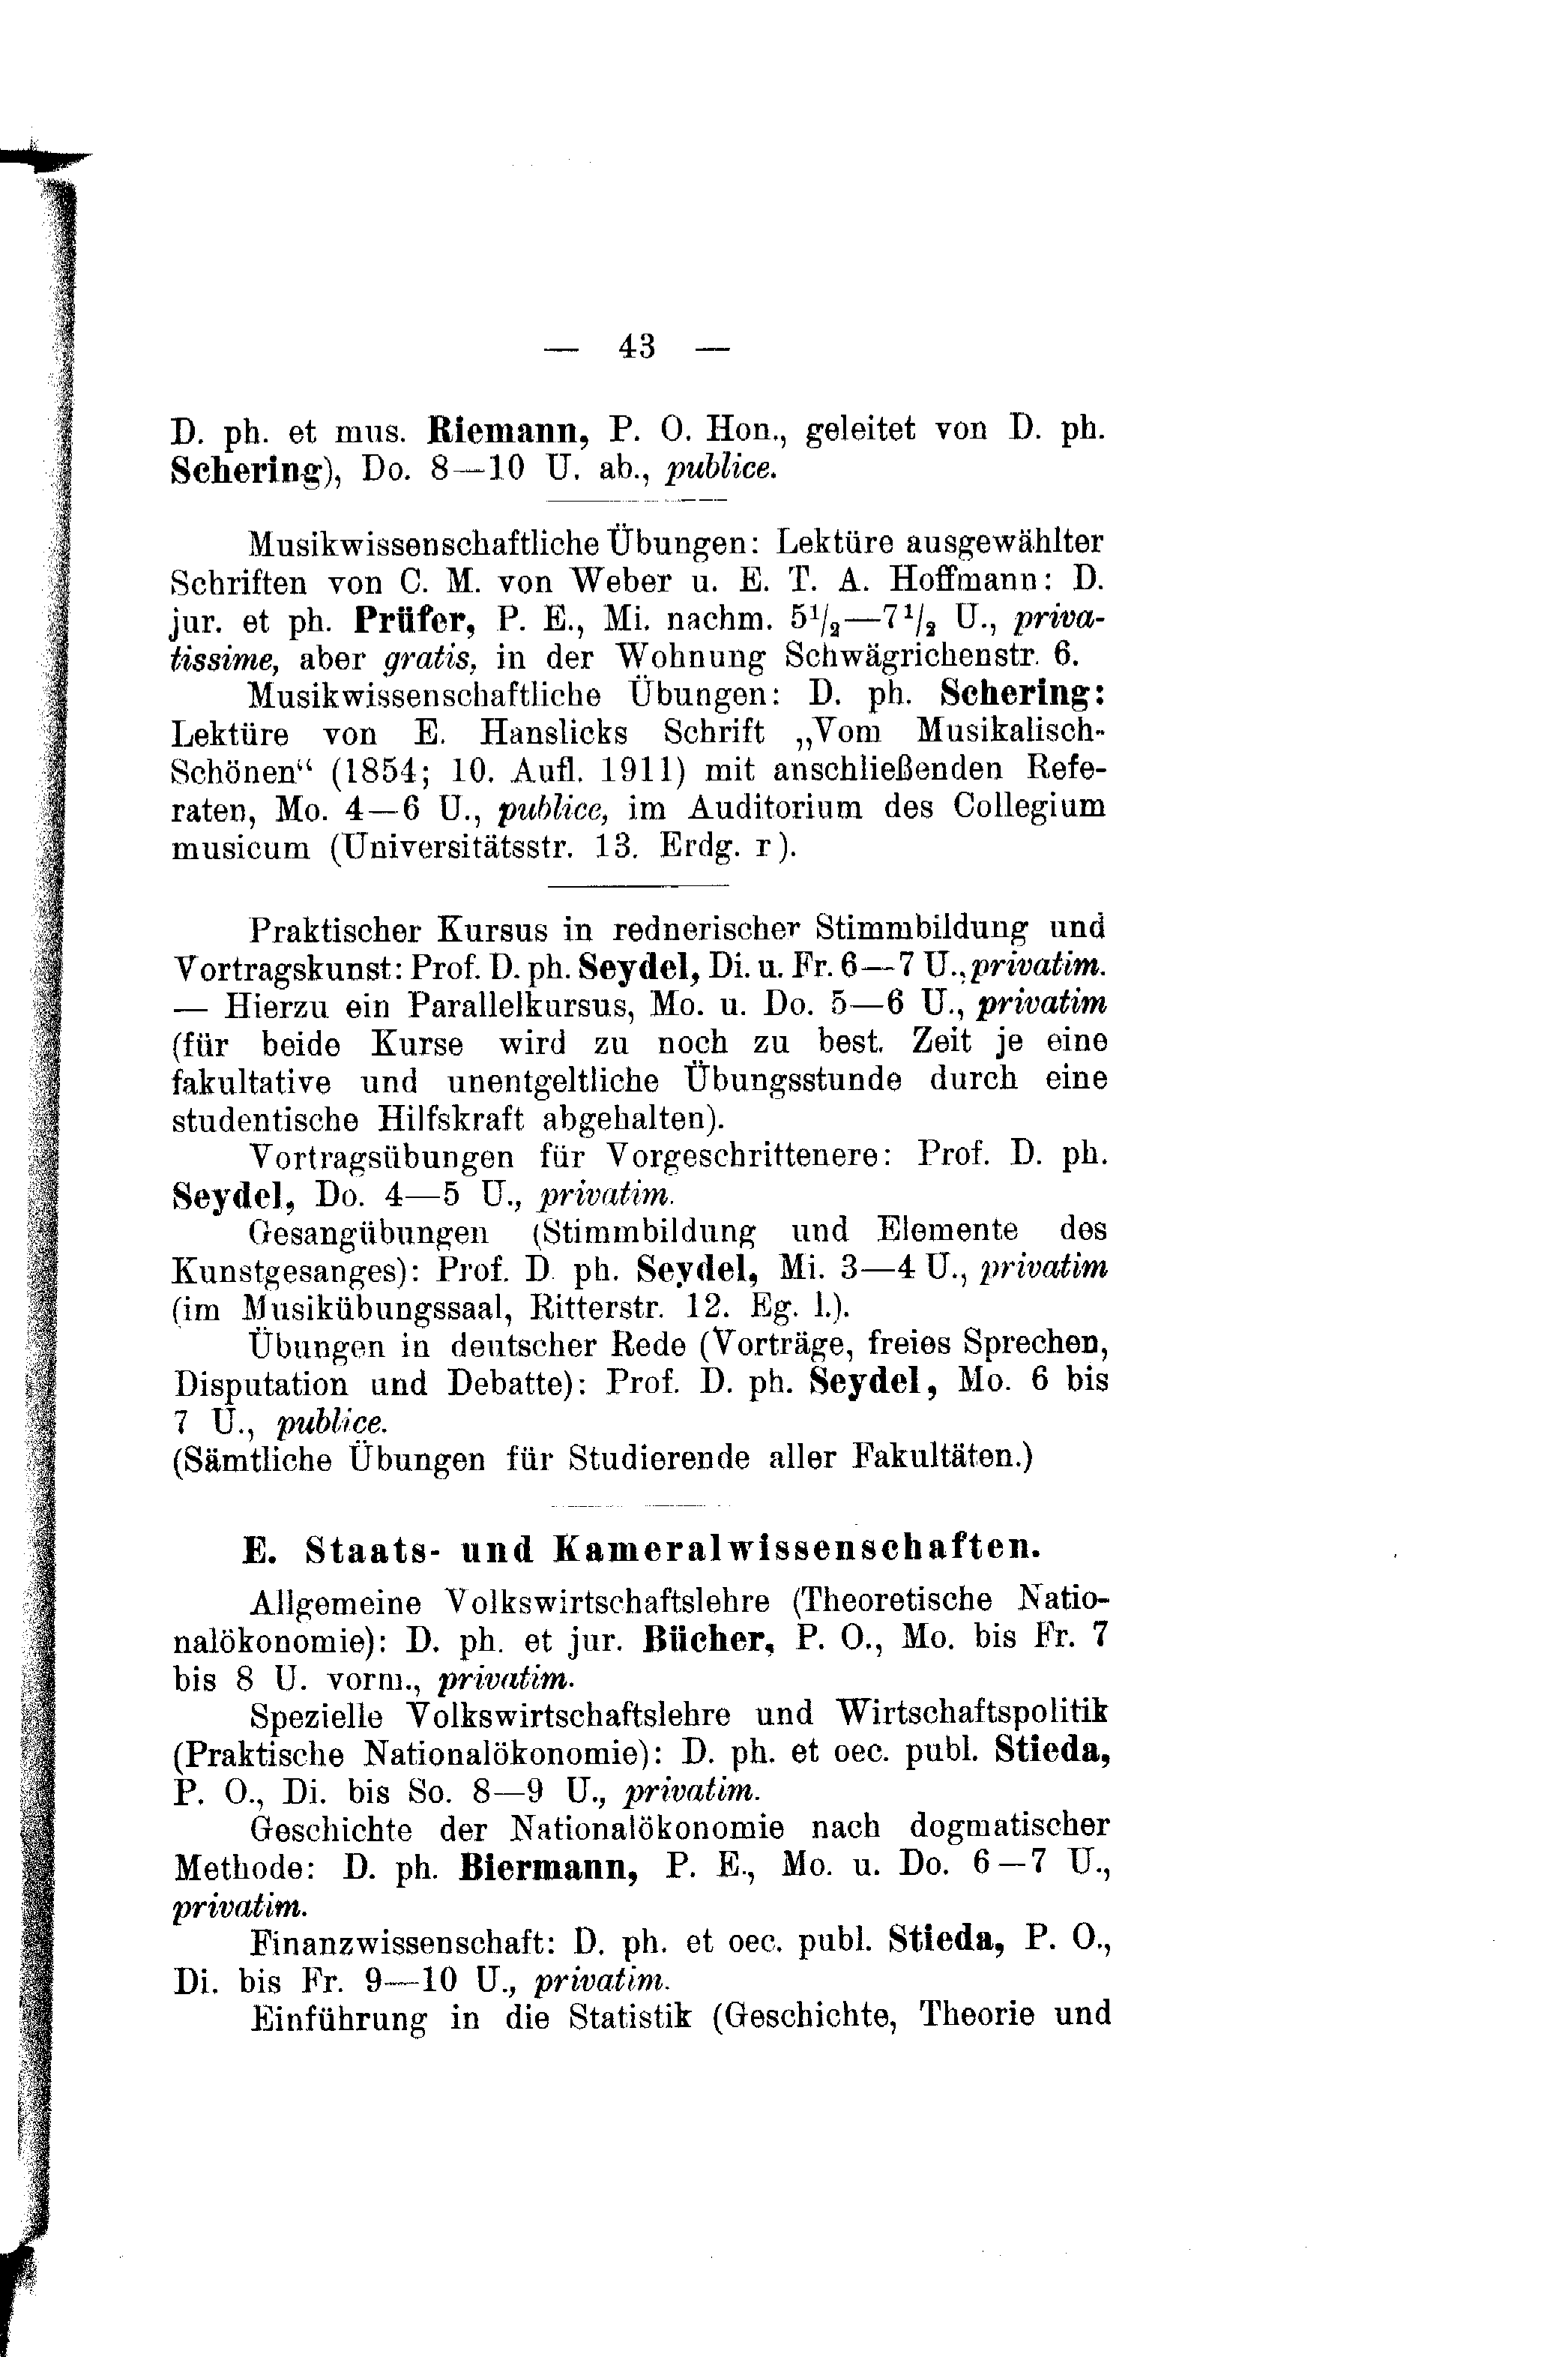 — 43 —
D. ph. et mus. Riemann, P. O. Hon., geleitet von D. ph.
Schering), Do. 8—10 U. ab., publice.
Musikwissenschaftliche Übungen: Lektüre ausgewählter
Schriften von C. M. von Weber u. E. T. A. Hoffmann: D.
jur. et ph. Prüfer, P. E., Mi. nachm. 5¹/₂—7¹/₂ U., priva-
tissime, aber gratis, in der Wohnung Schwägrichenstr. 6.
Musikwissenschaftliche Übungen: D. ph. Schering:
Lektüre von E. Hanslicks Schrift „Vom Musikalisch-
Schönen“ (1854; 10. Aufl. 1911) mit anschließenden Refe-
raten, Mo. 4—6 U., publice, im Auditorium des Collegium
musicum (Universitätsstr. 13. Erdg. r).
Praktischer Kursus in rednerischer Stimmbildung und
Vortragskunst: Prof. D. ph. Seydel, Di. u. Fr. 6—7 U., privatim.
— Hierzu ein Parallelkursus, Mo. u. Do. 5—6 U., privatim
(für beide Kurse wird zu noch zu best. Zeit je eine
fakultative und unentgeltliche Übungsstunde durch eine
studentische Hilfskraft abgehalten).
Vortragsübungen für Vorgeschrittenere: Prof. D. ph.
Seydel, Do. 4—5 U., privatim.
Gesangübungen (Stimmbildung und Elemente des
Kunstgesanges): Prof. D. ph. Seydel, Mi. 3—4 U., privatim
(im Musikübungssaal, Ritterstr. 12. Eg. l.).
Übungen in deutscher Rede (Vorträge, freies Sprechen,
Disputation und Debatte): Prof. D. ph. Seydel, Mo. 6 bis
7 U., publice.
(Sämtliche Übungen für Studierende aller Fakultäten.)
E. Staats- und Kameralwissenschaften.
Allgemeine Volkswirtschaftslehre (Theoretische Natio-
nalökonomie): D. ph. et jur. Bücher, P. O., Mo. bis Fr. 7
bis 8 U. vorm., privatim.
Spezielle Volkswirtschaftslehre und Wirtschaftspolitik
(Praktische Nationalökonomie): D. ph. et oec. publ. Stieda,
P. O., Di. bis So. 8—9 U., privatim.
Geschichte der Nationalökonomie nach dogmatischer
Methode: D. ph. Biermann, P. E., Mo. u. Do. 6—7 U.,
privatim.
Finanzwissenschaft: D. ph. et oec. publ. Stieda, P. O.,
Di. bis Fr. 9—10 U., privatim.
Einführung in die Statistik (Geschichte, Theorie und